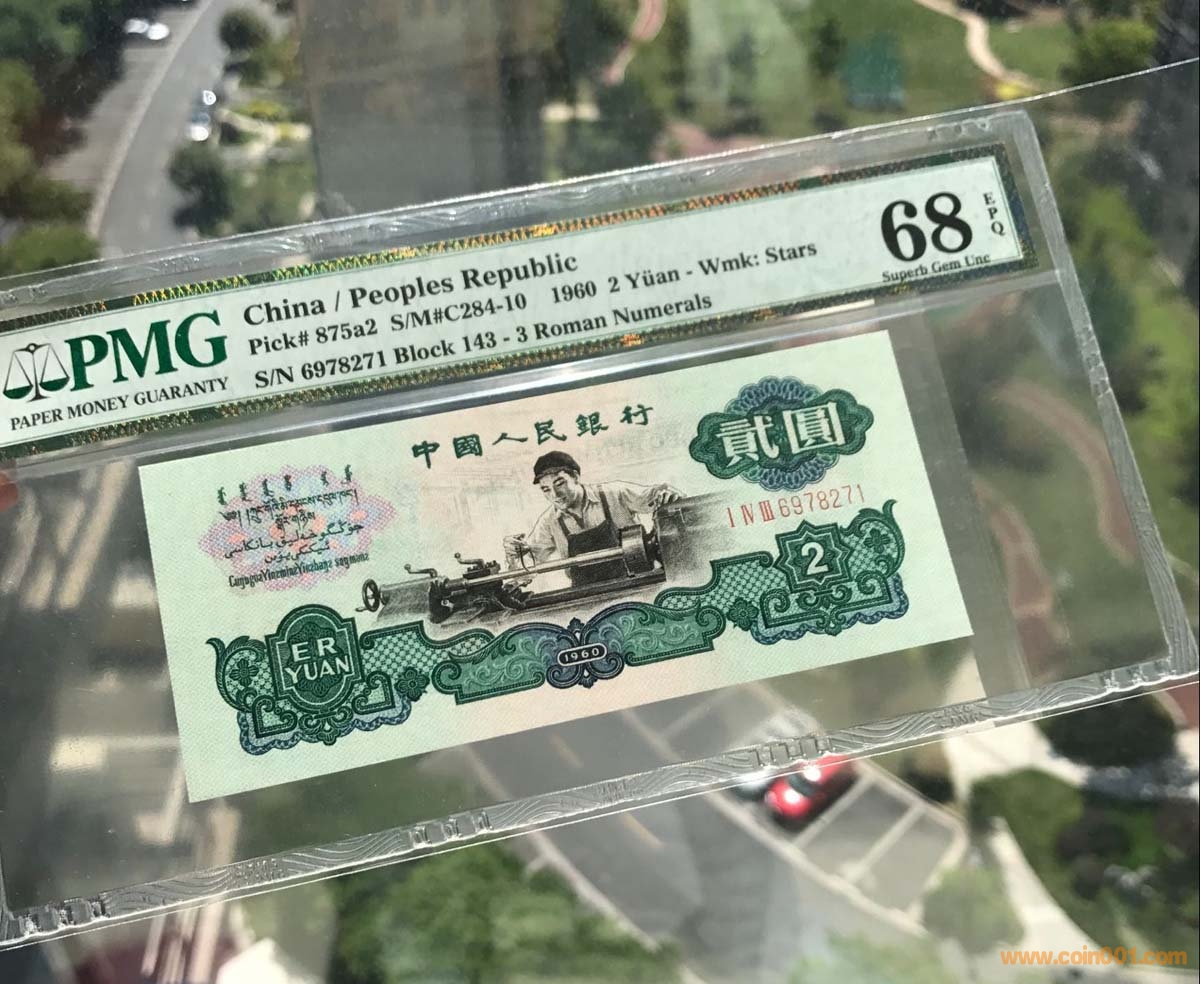 PMG
PAPER MONEY GUARANTY
China / Peoples Republic
Pick# 875a2 S/M#C284-10 1960 2 Yüan - Wmk: Stars
S/N 6978271 Block 143 - 3 Roman Numerals
68
EPQ
Superb Gem Unc
中國人民銀行
貳圓
I IV III 6978271
2
ER
YUAN
1960
www.coin001.com